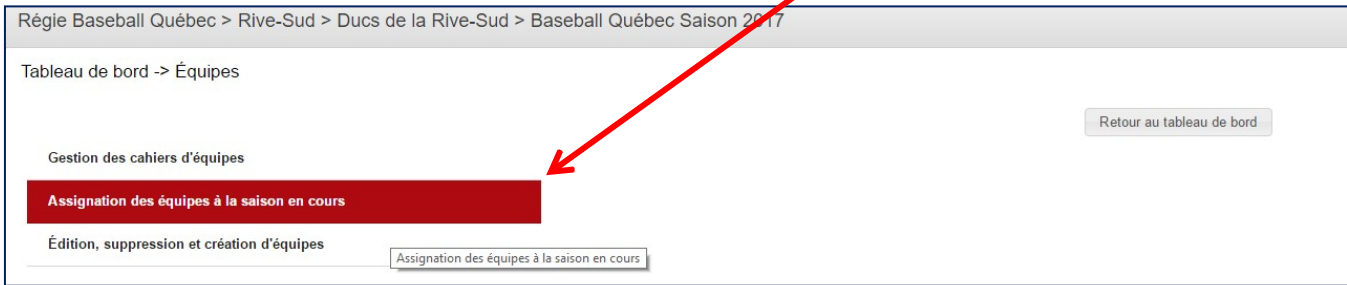 Régie Baseball Québec > Rive-Sud > Ducs de la Rive-Sud > Baseball Québec Saison 2017
Tableau de bord -> Équipes
Retour au tableau de bord
Gestion des cahiers d'équipes
Assignation des équipes à la saison en cours
Édition, suppression et création d'équipes
Assignation des équipes à la saison en cours